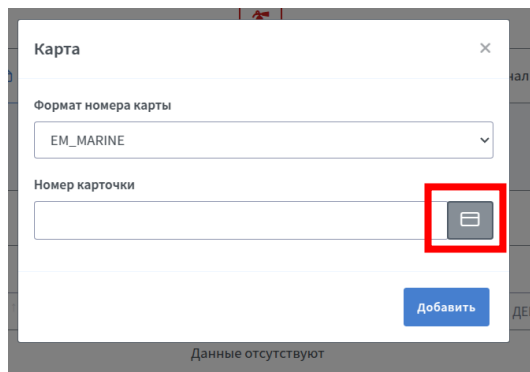 Карта
Формат номера карты
EM_MARINE
Номер карточки
Добавить
Данные отсутствуют